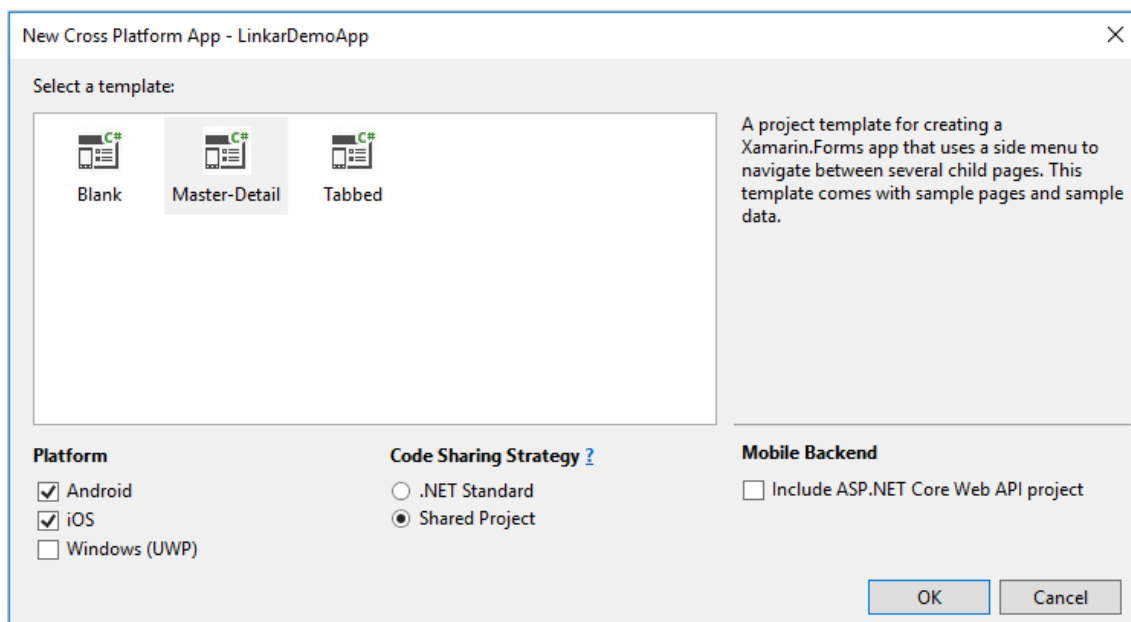 New Cross Platform App - LinkarDemoApp
Select a template:
C# C# C#
Blank Master-Detail Tabbed
A project template for creating a
Xamarin.Forms app that uses a side menu to
navigate between several child pages. This
template comes with sample pages and sample
data.
Platform
Android
iOS
Windows (UWP)
Code Sharing Strategy ?
.NET Standard
Shared Project
Mobile Backend
Include ASP.NET Core Web API project
OK Cancel